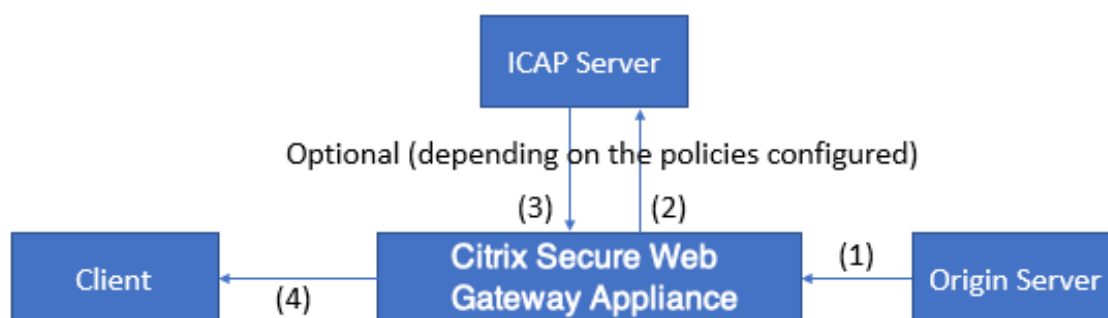 ICAP Server
Optional (depending on the policies configured)
(3)
(2)
Client
(4)
Citrix Secure Web
Gateway Appliance
(1)
Origin Server